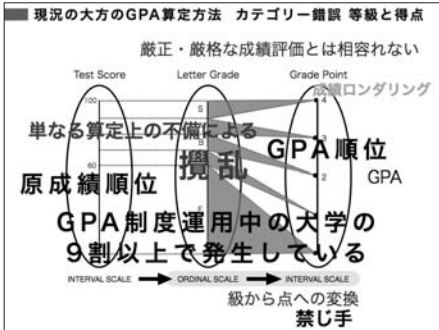 現況の大方のGPA算定方法 カテゴリー錯誤 等級と得点
厳正・厳格な成績評価とは相容れない
Test Score
Letter Grade
Grade Point
成績ロンダリング
100
S
4
単なる算定上の不備による
攪乱
B
3
GPA順位
60
2
GPA
原成績順位
F
GPA制度運用中の大学の
9割以上で発生している
INTERVAL SCALE
ORDINAL SCALE
INTERVAL SCALE
級から点への変換
禁じ手